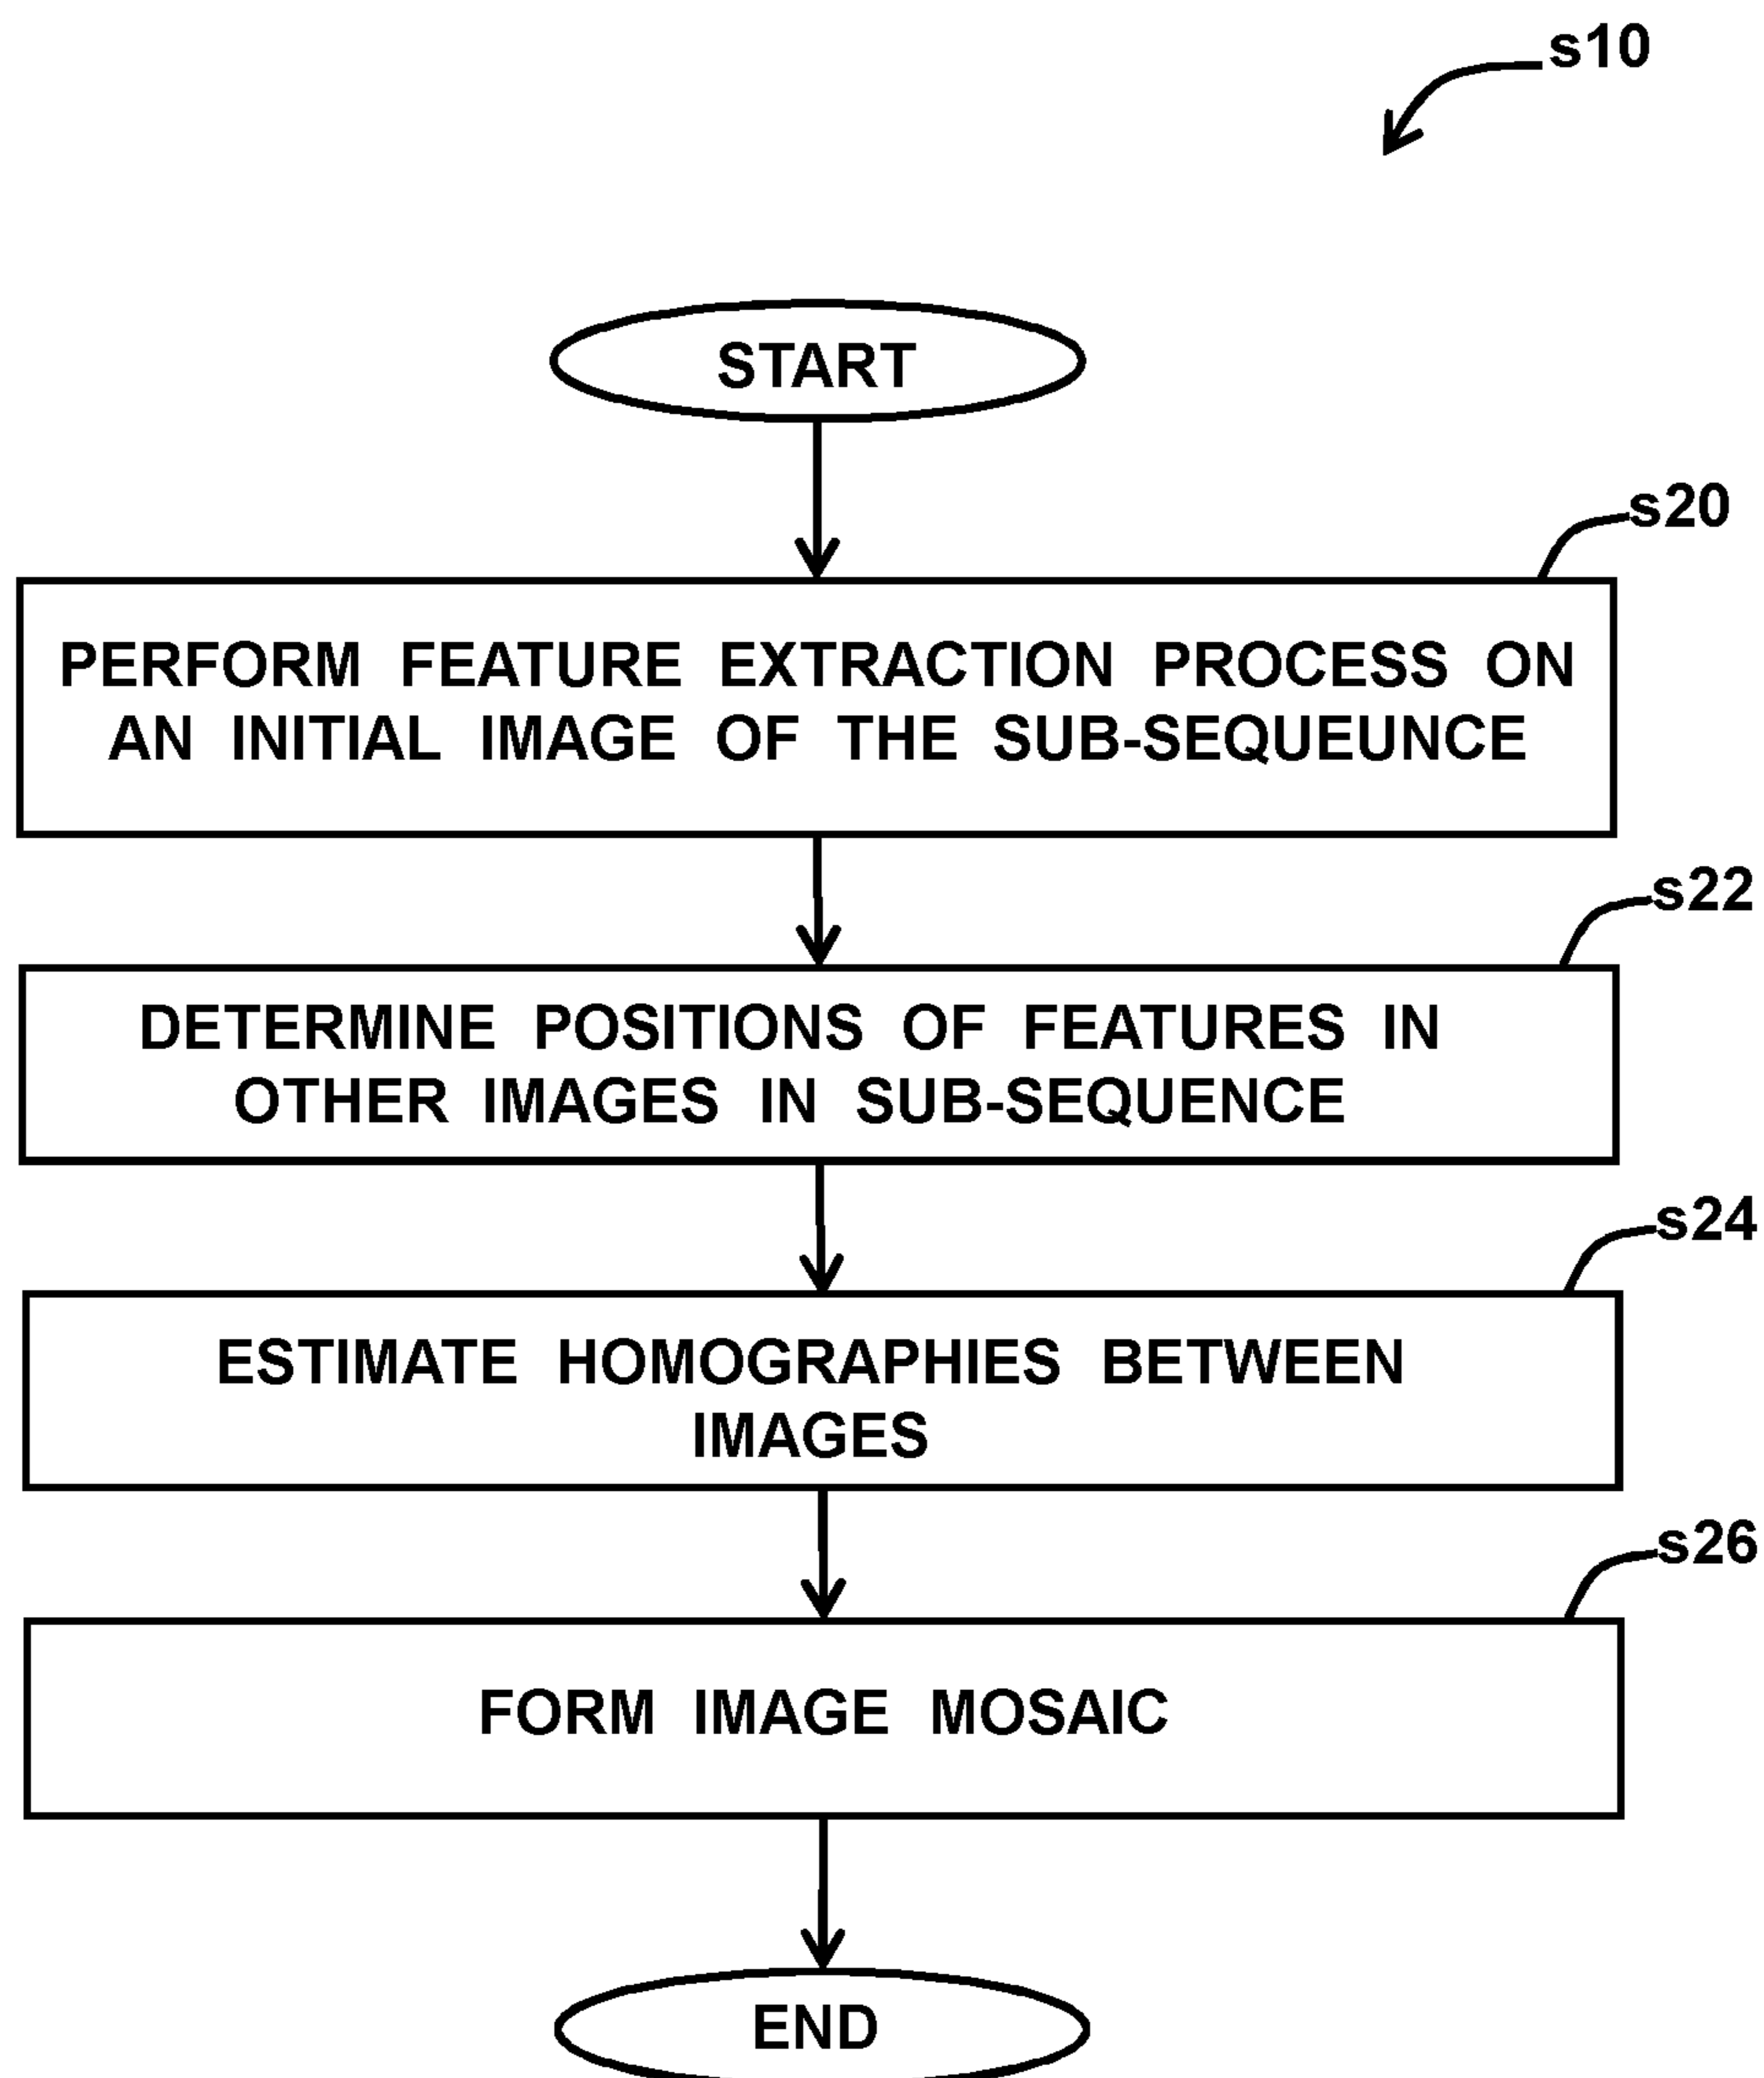 s10
START
s20
PERFORM FEATURE EXTRACTION PROCESS ON
AN INITIAL IMAGE OF THE SUB-SEQUEUNCE
s22
DETERMINE POSITIONS OF FEATURES IN
OTHER IMAGES IN SUB-SEQUENCE
s24
ESTIMATE HOMOGRAPHIES BETWEEN
IMAGES
s26
FORM IMAGE MOSAIC
END